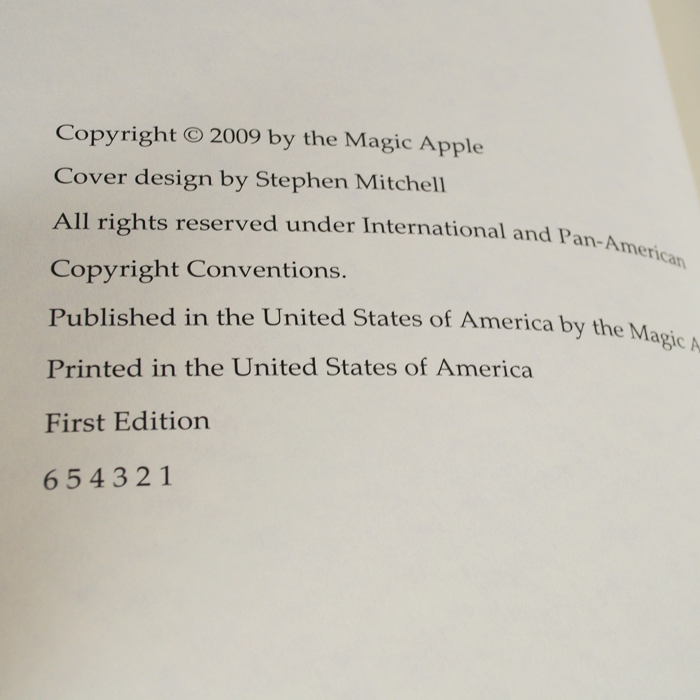 Copyright © 2009 by the Magic Apple
Cover design by Stephen Mitchell
All rights reserved under International and Pan-American
Copyright Conventions.
Published in the United States of America by the Magic A
Printed in the United States of America
First Edition
6 5 4 3 2 1